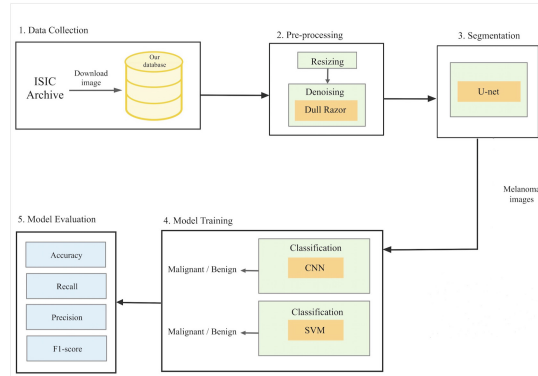 1. Data Collection
ISIC
Archive
Download
image
Our
database
2. Pre-processing
Resizing
Denoising
Dull Razor
3. Segmentation
U-net
Melanoma
images
4. Model Training
Classification
CNN
Malignant / Benign
Classification
SVM
Malignant / Benign
5. Model Evaluation
Accuracy
Recall
Precision
F1-score